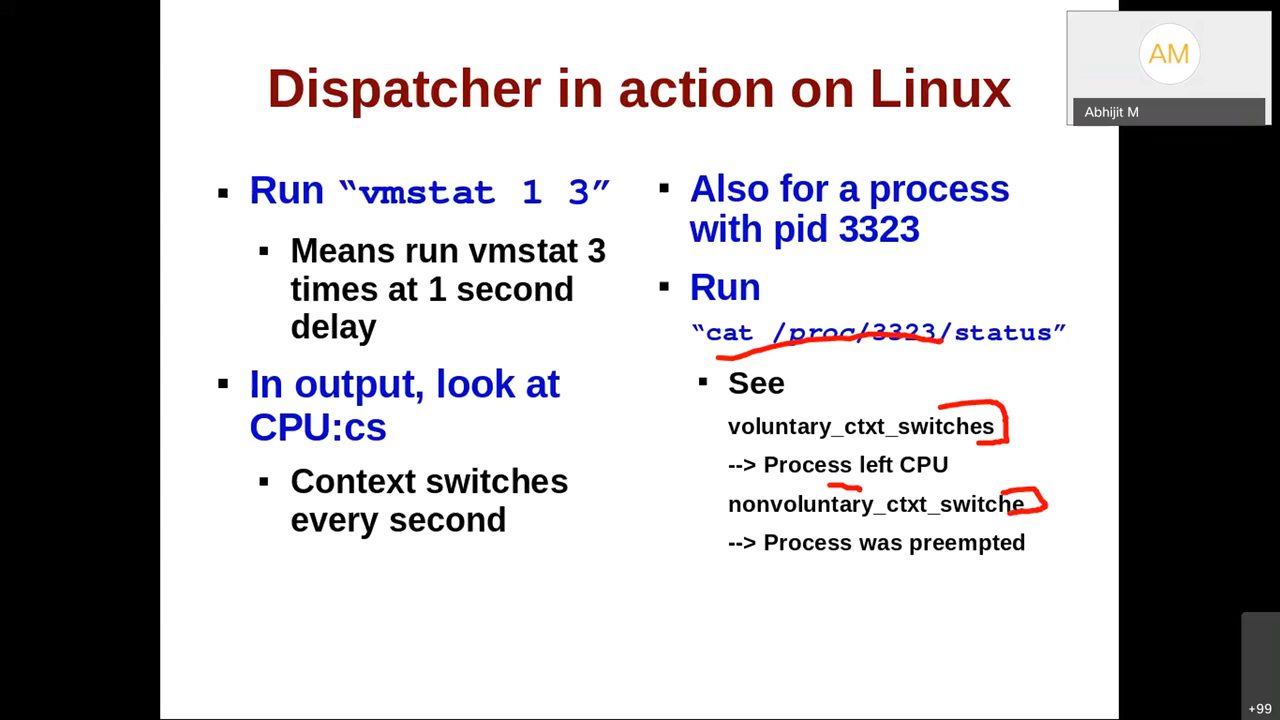 Dispatcher in action on Linux
Run “vmstat 1 3”
Means run vmstat 3
times at 1 second
delay
In output, look at
CPU:cs
Context switches
every second
Also for a process
with pid 3323
Run
“cat /proc/3323/status”
See
voluntary_ctxt_switches
--> Process left CPU
nonvoluntary_ctxt_switche
--> Process was preempted
AM
Abhijit M
+99